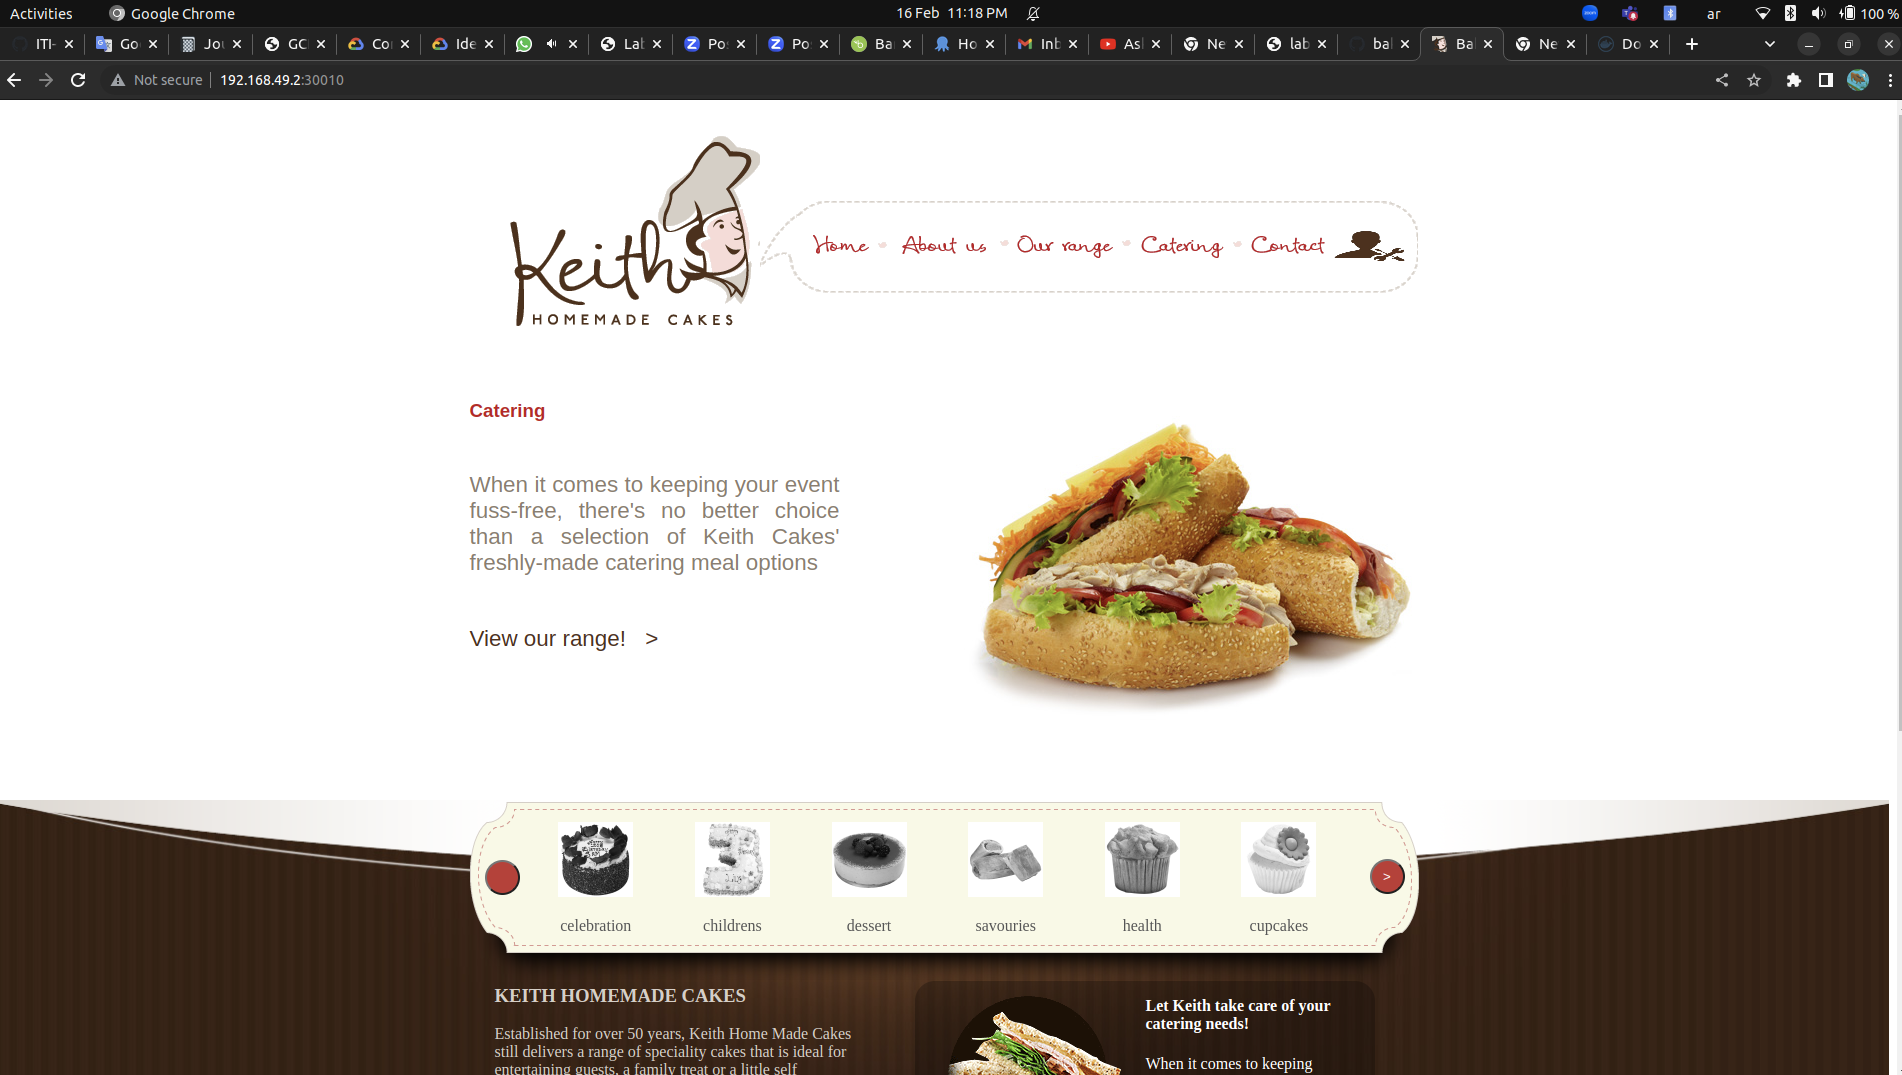 Activities
Google Chrome
16 Feb 11:18 PM
ar
100 %
ITI-
Go
Jou
GCP
Co
Ide
Lab
Po
Po
Ba
Ho
Inb
Asl
Ne
lab
bal
Bal
Ne
Do
Not secure
192.168.49.2:30010
Keith
HOMEMADE CAKES
Home
About us
Our range
Catering
Contact
Catering
When it comes to keeping your event
fuss-free, there's no better choice
than a selection of Keith Cakes'
freshly-made catering meal options
View our range! >
>
celebration
childrens
dessert
savouries
health
cupcakes
KEITH HOMEMADE CAKES
Established for over 50 years, Keith Home Made Cakes
still delivers a range of speciality cakes that is ideal for
entertaining guests, a family treat or a little self
Let Keith take care of your
catering needs!
When it comes to keeping